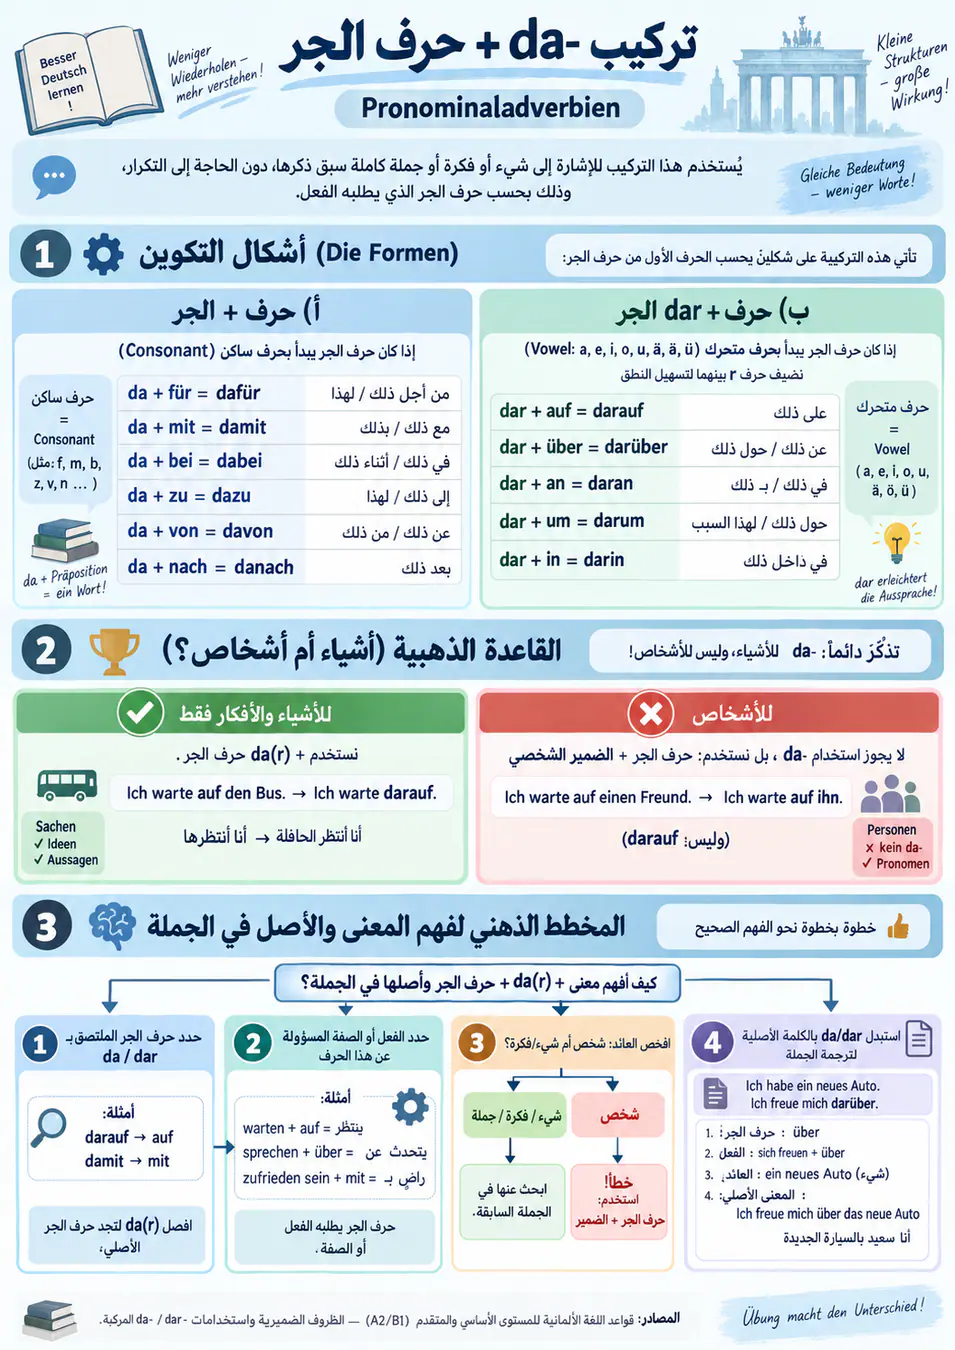 Besser
Deutsch
lernen
!
Weniger
Wiederholen –
mehr verstehen!
تركيب -da + حرف الجر
Pronominaladverbien
Kleine
Strukturen
– große
Wirkung!
يُستخدم هذا التركيب للإشارة إلى شيء أو فكرة أو جملة كاملة سبق ذكرها، دون الحاجة إلى التكرار،
وذلك بحسب حرف الجر الذي يطلبه الفعل.
Gleiche Bedeutung
– weniger Worte!
1
أشكال التكوين (Die Formen)
تأتي هذه التركيبية على شكلينْ بحسب الحرف الأول من حرف الجر:
أ) حرف + الجر
إذا كان حرف الجر يبدأ بحرف ساكن (Consonant)
حرف ساكن
=
Consonant
(مثل: f, m, b,
z, v, n ... )
da + für = dafür
من أجل ذلك / لهذا
da + mit = damit
مع ذلك / بذلك
da + bei = dabei
في ذلك / أثناء ذلك
da + zu = dazu
إلى ذلك / لهذا
da + von = davon
عن ذلك / من ذلك
da + nach = danach
بعد ذلك
da + Präposition
= ein Wort!
ب) حرف + dar الجر
إذا كان حرف الجر يبدأ بحرف متحرك (Vowel: a, e, i, o, u, ä, ä, ü)
نضيف حرف r بينهما لتسهيل النطق
dar + auf = darauf
على ذلك
dar + über = darüber
عن ذلك / حول ذلك
dar + an = daran
في ذلك / بـ ذلك
dar + um = darum
حول ذلك / لهذا السبب
dar + in = darin
في داخل ذلك
حرف متحرك
=
Vowel
( a, e, i, o, u,
ä, ö, ü )
dar erleichtert
die Aussprache!
2
القاعدة الذهبية (أشياء أم أشخاص؟)
تذكّرَ دائماً: -da للأشياء، وليس للأشخاص!
للأشياء والأفكار فقط
نستخدم + da(r) حرف الجر.
Ich warte auf den Bus. → Ich warte darauf.
أنا أنتظر الحافلة → أنا أنتظرها
Sachen
✓ Ideen
✓ Aussagen
للأشخاص
لا يجوز استخدام -da ، بل نستخدم: حرف الجر + الضمير الشخصي
Ich warte auf einen Freund. → Ich warte auf ihn.
(وليس: darauf)
Personen
× kein da-
✓ Pronomen
3
المخطط الذهني لفهم المعنى والأصل في الجملة
خطوة بخطوة نحو الفهم الصحيح
كيف أفهم معنى + da(r) + حرف الجر وأصلها في الجملة؟
1
حدد حرف الجر الملتصق بـ
da / dar
أمثلة:
darauf → auf
damit → mit
افصل da(r) لتجد حرف الجر
الأصلي،
2
حدد الفعل أو الصفة المسؤولة
عن هذا الحرف
أمثلة:
warten + auf = ينتظر
sprechen + über = يتحدث عن
zufrieden sein + mit = راضٍ بـ
حرف الجر يطلبه الفعل
أو الصفة.
3
افحص العائد: شخص أم شيء/فكرة؟
شيء / فكرة / جملة
شخص
ابحث عنها في
الجملة السابقة.
خطأ!
استخدم:
حرف الجر + الضمير
4
استبدل da/dar بالكلمة الأصلية
لترجمة الجملة
Ich habe ein neues Auto.
Ich freue mich darüber.
1. حرف الجر: : über
2. الفعل : sich freuen + über
3. العائد: : ein neues Auto (شيء)
4. المعنى الأصلي: :
Ich freue mich über das neue Auto
أنا سعيد بالسيارة الجديدة
المصادر: قواعد اللغة الألمانية للمستوى الأساسي والمتقدم (A2/B1) — الظروف الضميرية واستخدامات - da- / dar المركبة.
Übung macht den Unterschied!